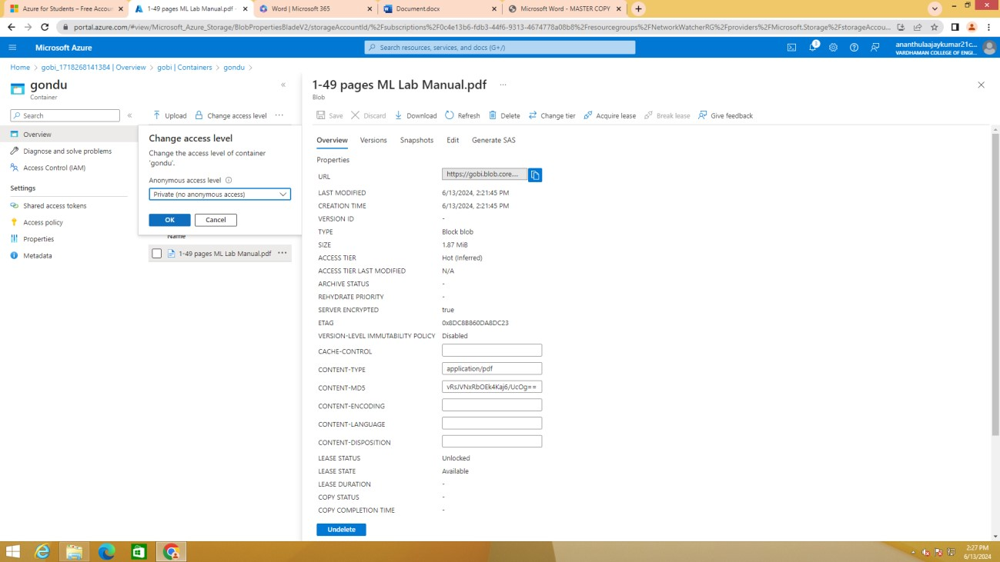 Azure for Students – Free Accou
1-49 pages ML Lab Manual.pdf -
Word | Microsoft 365
Document.docx
Microsoft Word - MASTER COPY
portal.azure.com/#view/Microsoft_Azure_Storage/BlobPropertiesBladeV2/storageAccountId/%2Fsubscriptions%2F0c4e13b6-fdb3-44f6-9313-4674778a08b8%2Fresourcegroups%2FNetworkWatcherRG%2Fproviders%2FMicrosoft.Storage%2FstorageAccou...
Microsoft Azure
Search resources, services, and docs (G+/)
3
ananthulaajaykumar21c...
VARDHAMAN COLLEGE OF ENGI...
Home > gobi_1718268141384 | Overview > gobi | Containers > gondu >
gondu
Container
Search
Upload
Change access level
Overview
Diagnose and solve problems
Access Control (IAM)
Settings
Shared access tokens
Access policy
Properties
Metadata
Change access level
Change the access level of container
'gondu'.
Anonymous access level
Private (no anonymous access)
OK
Cancel
Name
1-49 pages ML Lab Manual.pdf
1-49 pages ML Lab Manual.pdf
Blob
Save
Discard
Download
Refresh
Delete
Change tier
Acquire lease
Break lease
Give feedback
Overview
Versions
Snapshots
Edit
Generate SAS
Properties
URL https://gobi.blob.core....
LAST MODIFIED 6/13/2024, 2:21:45 PM
CREATION TIME 6/13/2024, 2:21:45 PM
VERSION ID -
TYPE Block blob
SIZE 1.87 MiB
ACCESS TIER Hot (Inferred)
ACCESS TIER LAST MODIFIED N/A
ARCHIVE STATUS -
REHYDRATE PRIORITY -
SERVER ENCRYPTED true
ETAG 0x8DC8B860DA8DC23
VERSION-LEVEL IMMUTABILITY POLICY Disabled
CACHE-CONTROL
CONTENT-TYPE application/pdf
CONTENT-MD5 vRsJVNxRbOEk4Kaj6/UcOg==
CONTENT-ENCODING
CONTENT-LANGUAGE
CONTENT-DISPOSITION
LEASE STATUS Unlocked
LEASE STATE Available
LEASE DURATION -
COPY STATUS -
COPY COMPLETION TIME -
Undelete
2:27 PM
6/13/2024